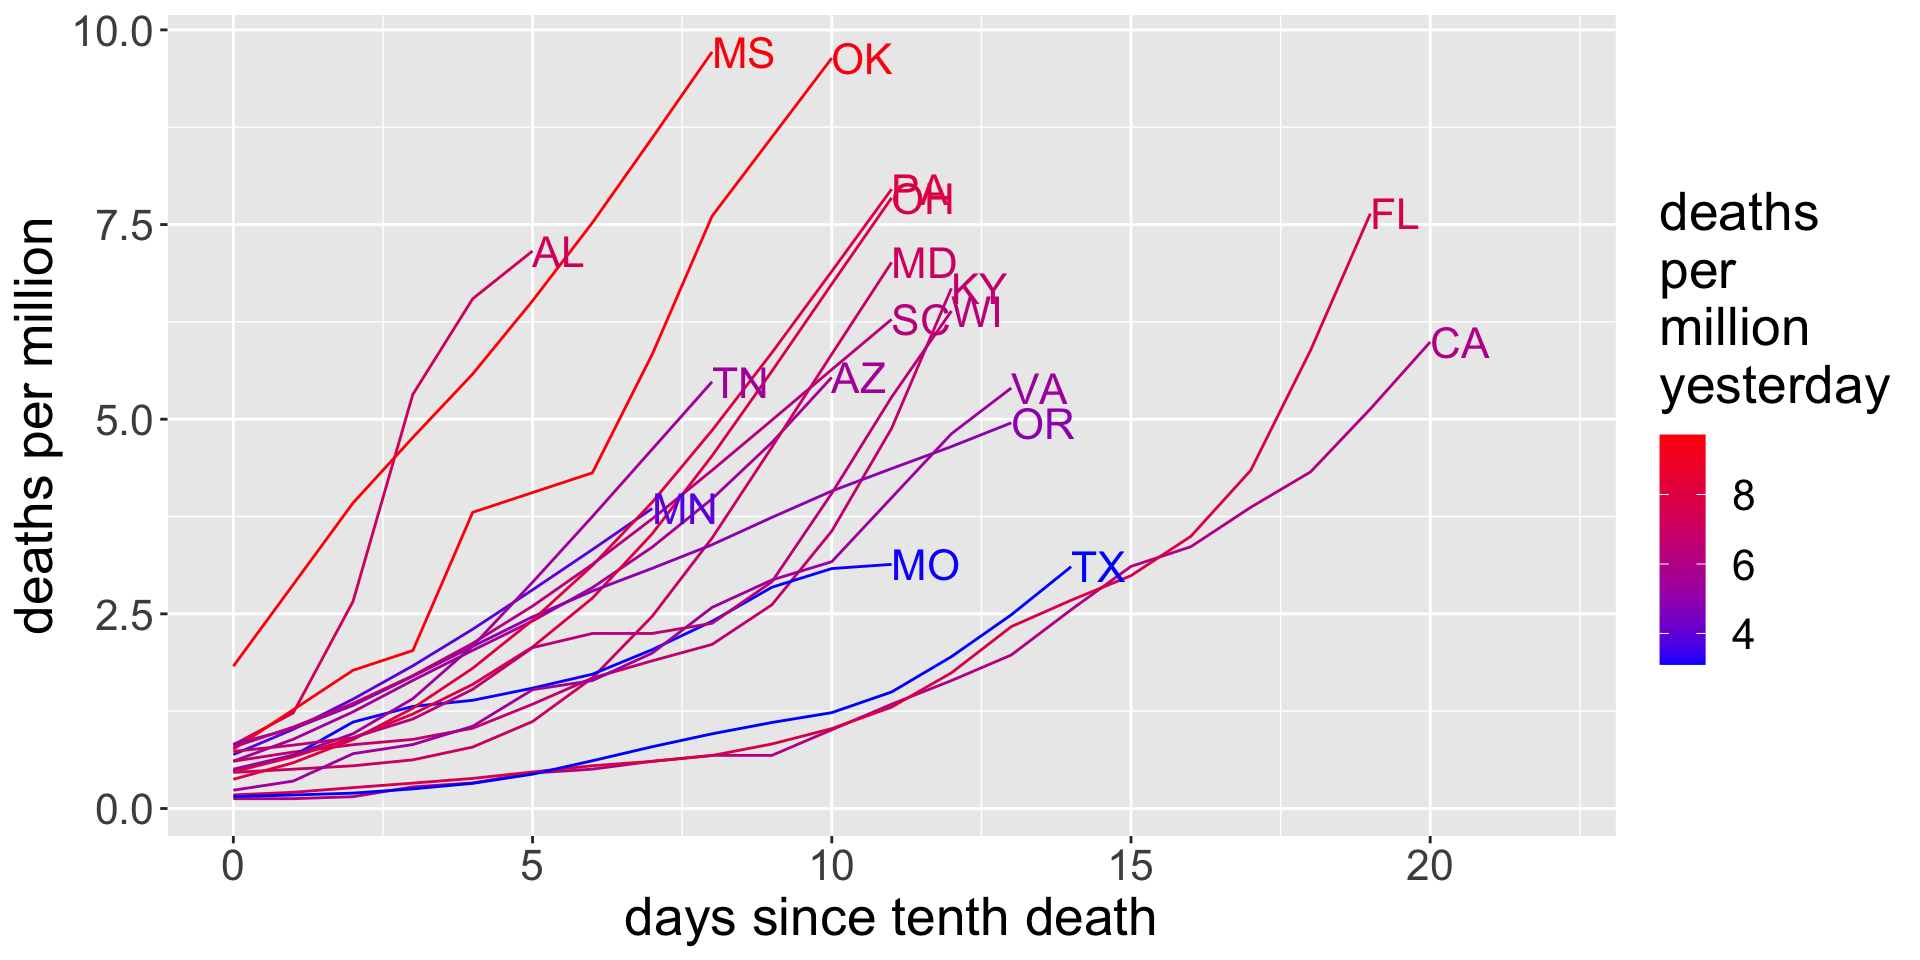 10.0
7.5
5.0
2.5
0.0
deaths per million
MS
OK
PA
OH
FL
AL
MD
KY
WI
SC
CA
TN
AZ
VA
OR
MN
MO
TX
0 5 10 15 20
days since tenth death
deaths
per
million
yesterday
8
6
4